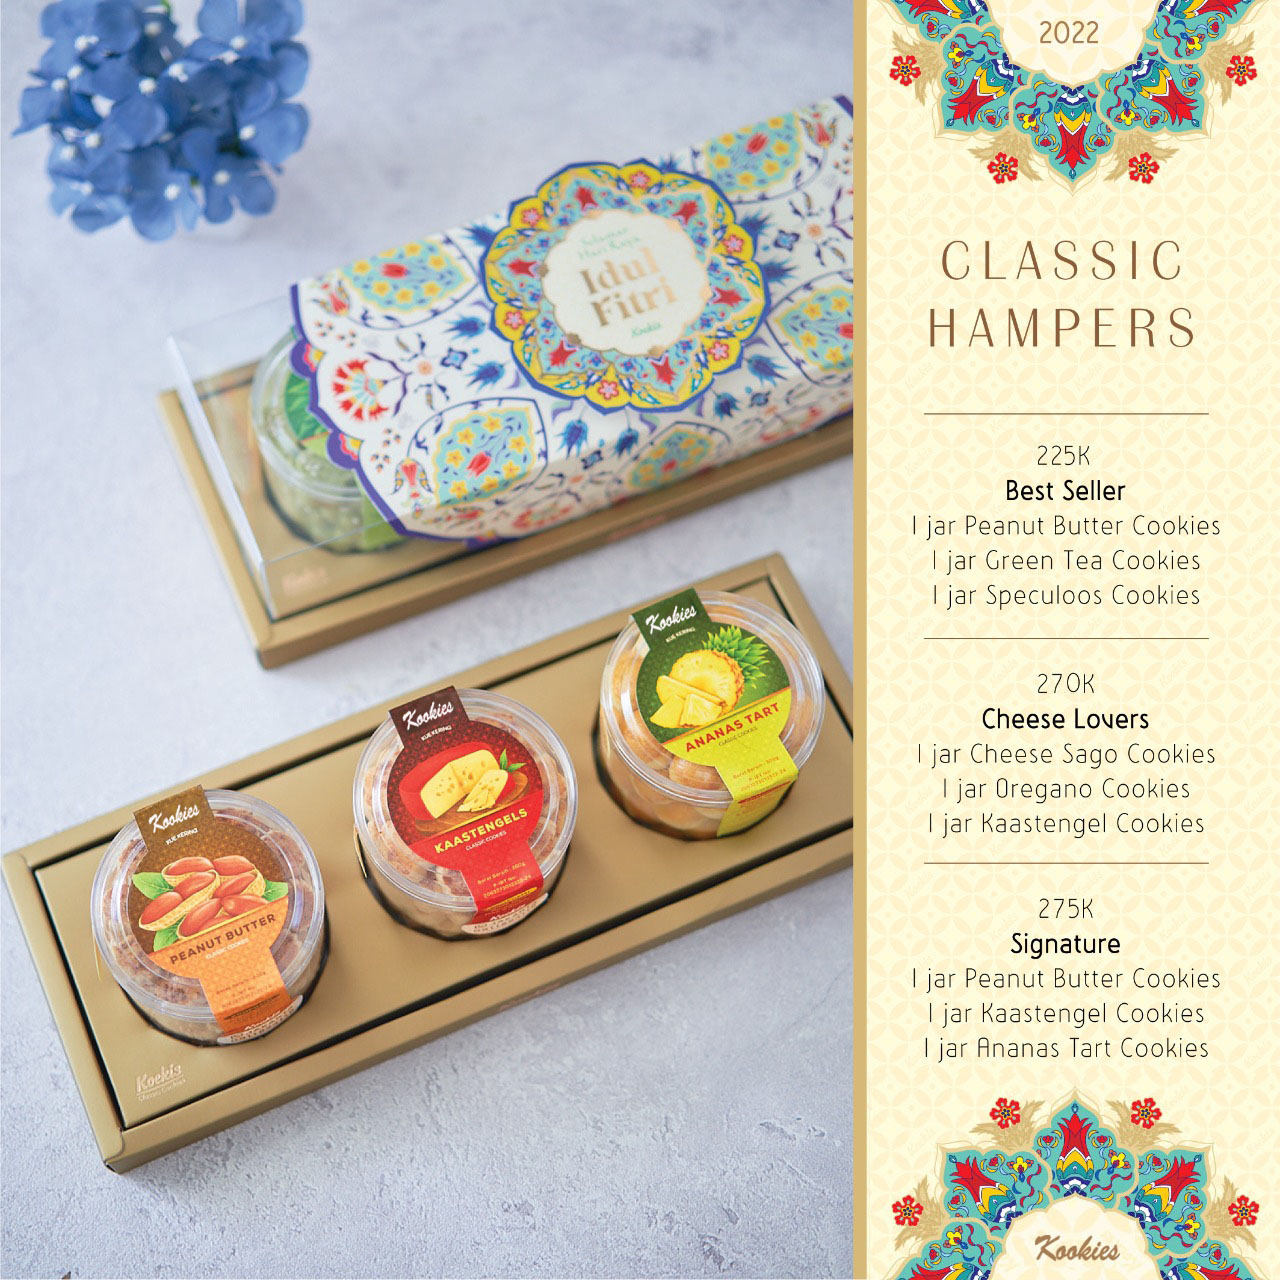 2022
CLASSIC
HAMPERS
225K
Best Seller
1 jar Peanut Butter Cookies
1 jar Green Tea Cookies
1 jar Speculoos Cookies
270K
Cheese Lovers
1 jar Cheese Sago Cookies
1 jar Oregano Cookies
1 jar Kaastengel Cookies
275K
Signature
1 jar Peanut Butter Cookies
1 jar Kaastengel Cookies
1 jar Ananas Tart Cookies
Kookies
Selamat
Hari Raya
Idul
Fitri
Kookies
KUE KERING
ANANAS TART
CLASSIC COOKIES
Kookies
KUE KERING
KAASTENGELS
CLASSIC COOKIES
Kookies
KUE KERING
PEANUT BUTTER
CLASSIC COOKIES